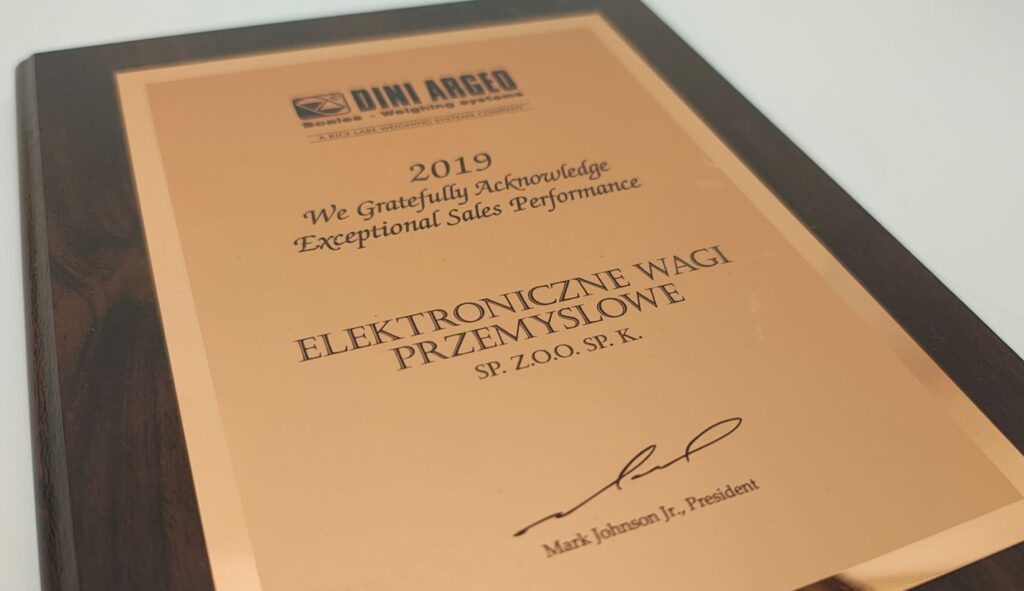 DINI ARGEO
Scales - Weighing systems
A RICE LAKE WEIGHING SYSTEMS COMPANY
2019
We Gratefully Acknowledge
Exceptional Sales Performance
ELEKTRONICZNE WAGI
PRZEMYSLOWE
SP. Z.O.O. SP. K.
Mark Johnson Jr., President